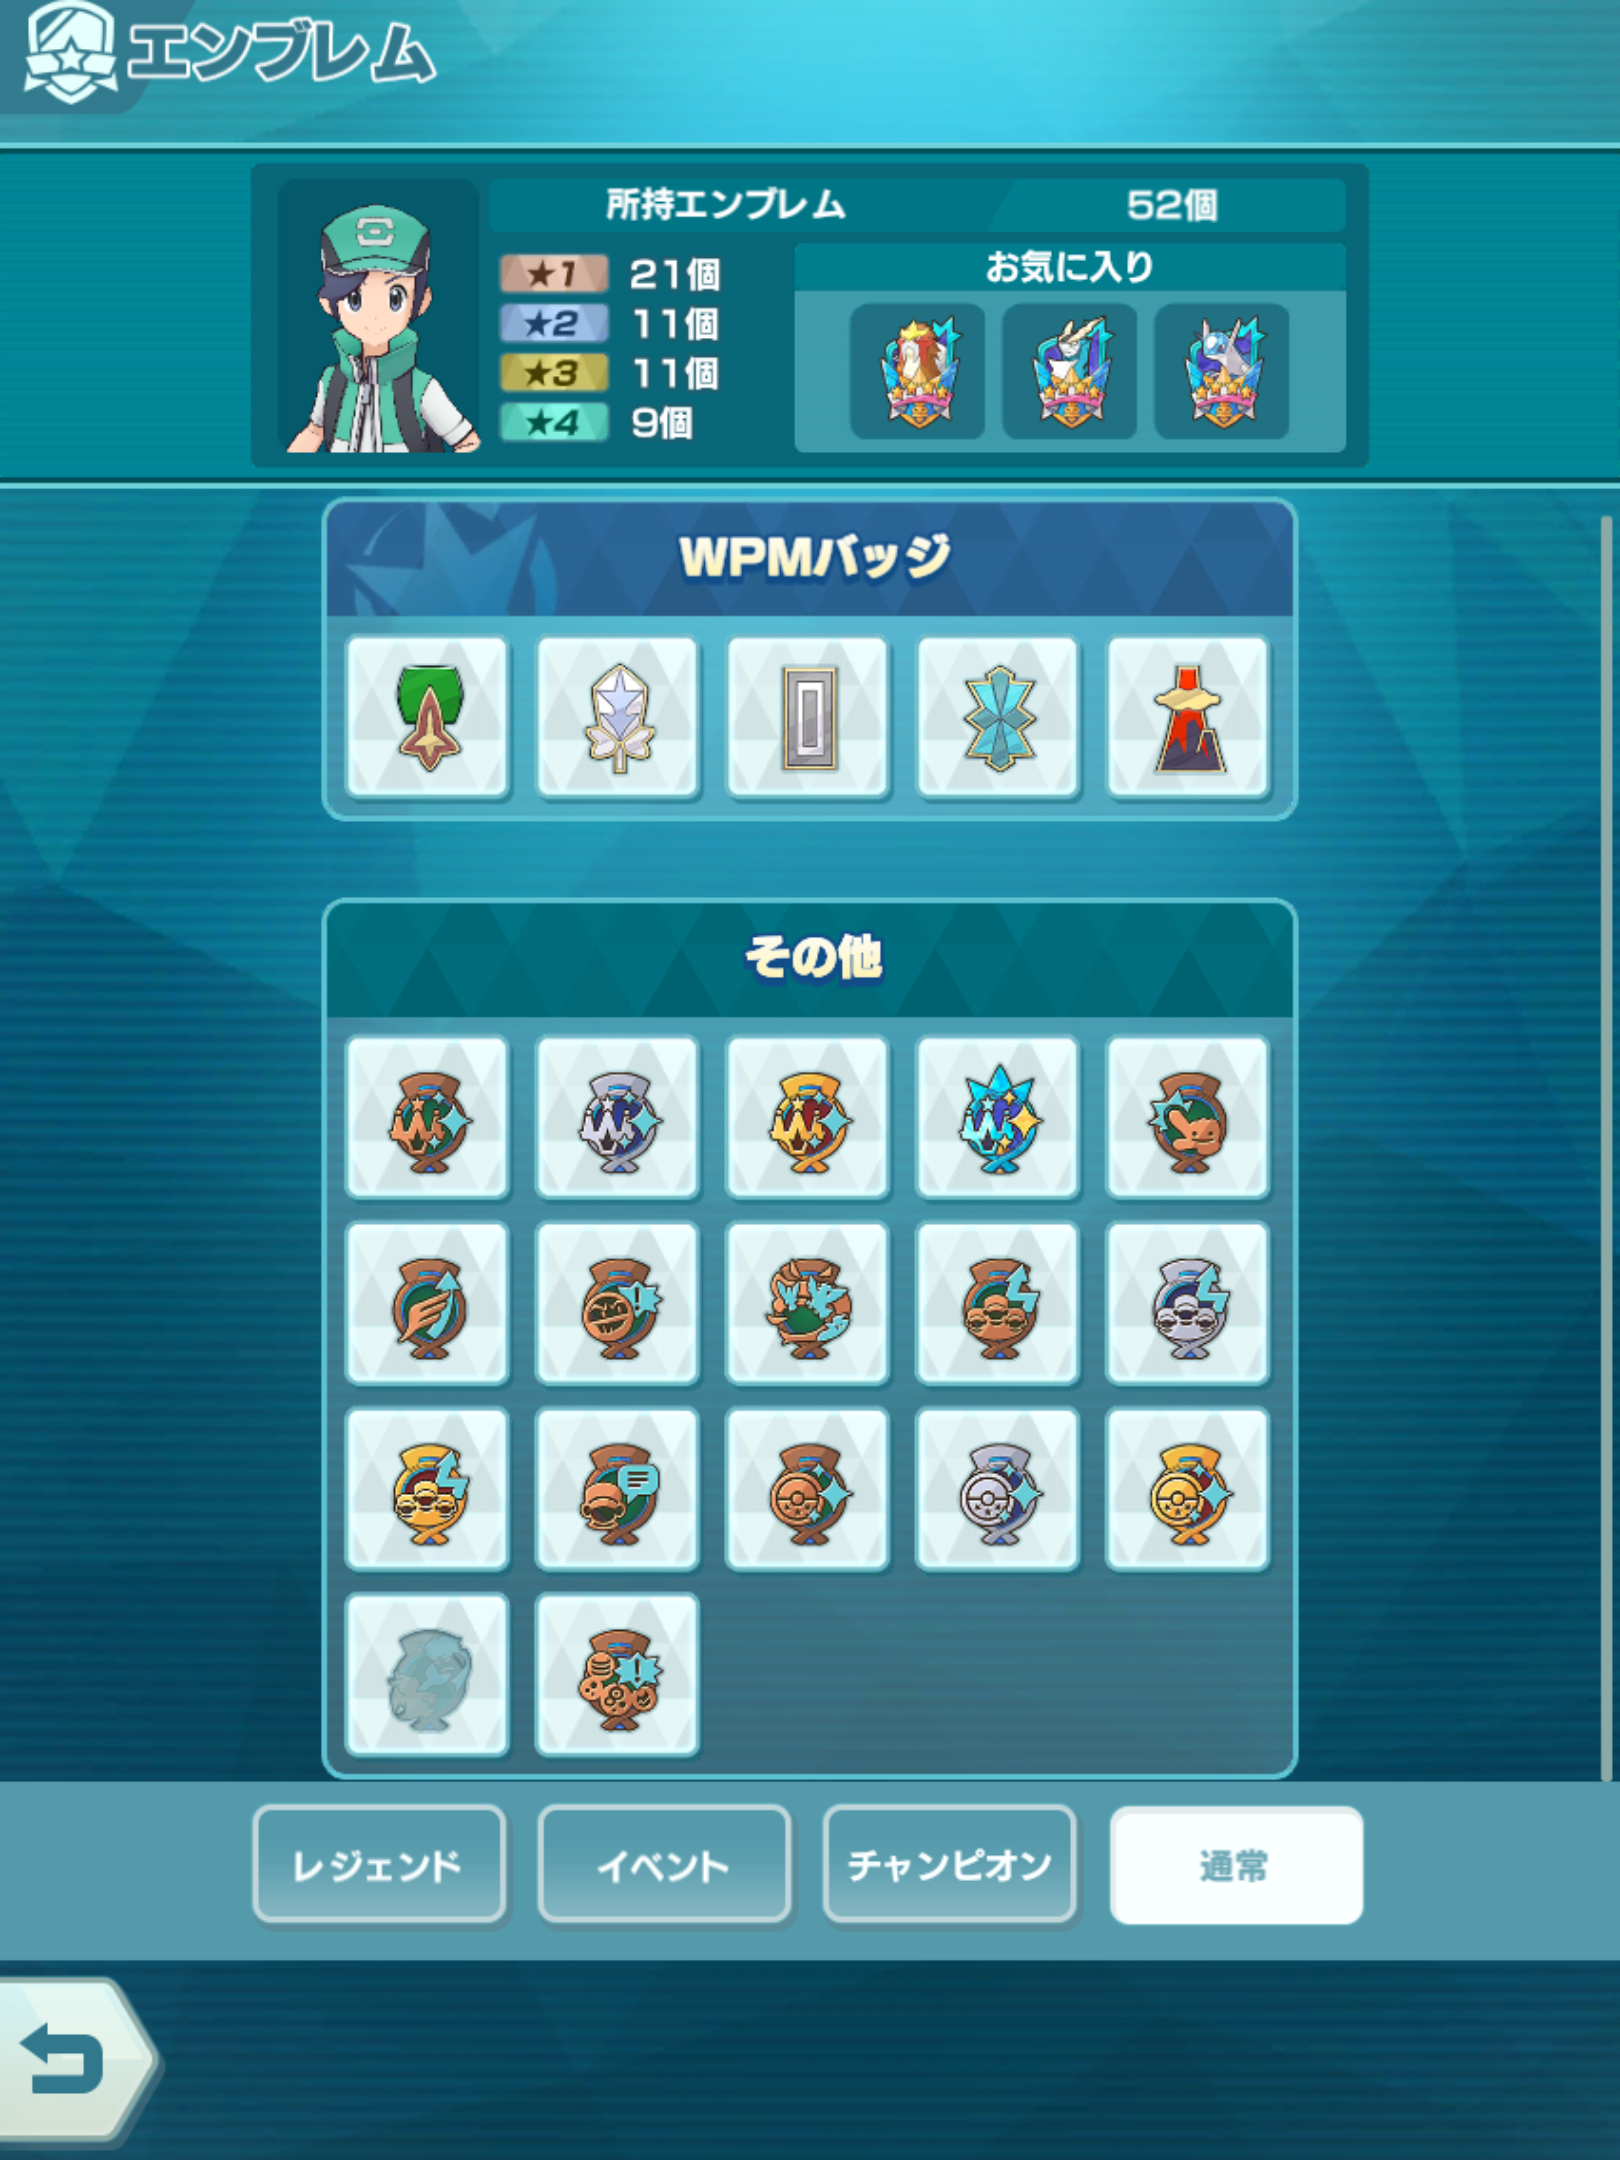 エンブレム
所持エンブレム 52個
★1 21個
★2 11個
★3 11個
★4 9個
お気に入り
WPMバッジ
その他
レジェンド イベント チャンピオン 通常